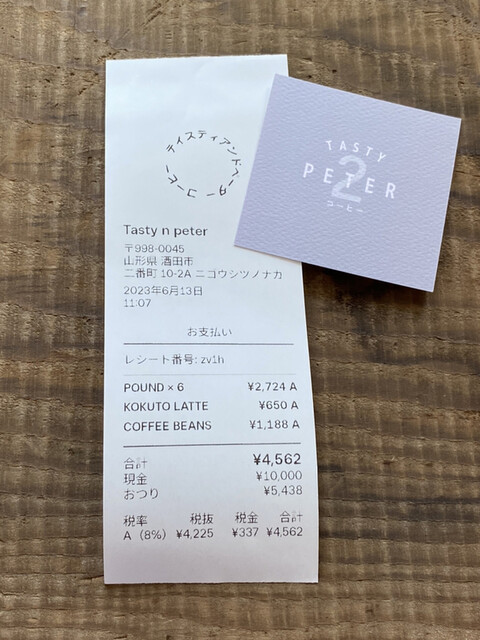 テイスティアンドペーター コーヒー
Tasty n peter
〒998-0045
山形県 酒田市
二番町 10-2A ニゴウシツノナカ
2023年6月13日
11:07
お支払い
レシート番号: zv1h
POUND × 6 ¥2,724 A
KOKUTO LATTE ¥650 A
COFFEE BEANS ¥1,188 A
合計 ¥4,562
現金 ¥10,000
おつり ¥5,438
税率 税抜 税金 合計
A（8%） ¥4,225 ¥337 ¥4,562
TASTY
2
PETER
コーヒー